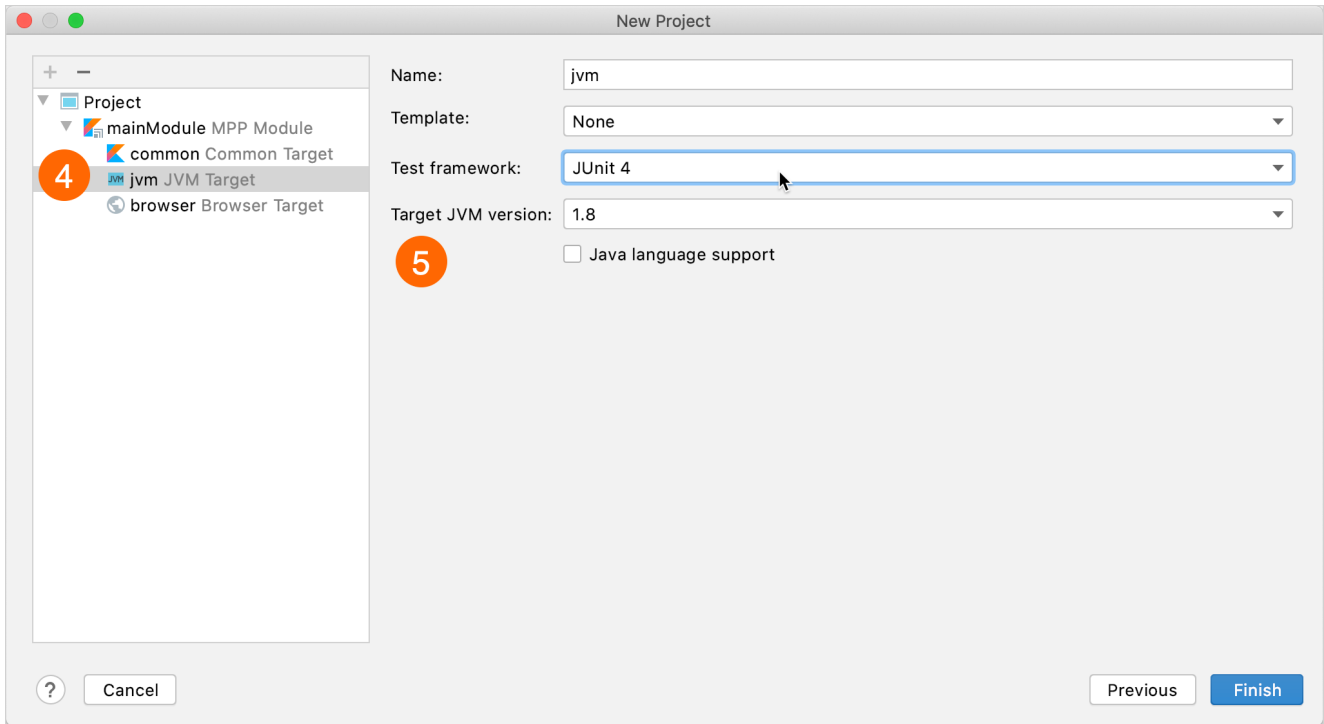 New Project
Project
mainModule MPP Module
common Common Target
4
JVM jvm JVM Target
browser Browser Target
Name: jvm
Template: None
Test framework: JUnit 4
Target JVM version: 1.8
5
Java language support
? Cancel Previous Finish